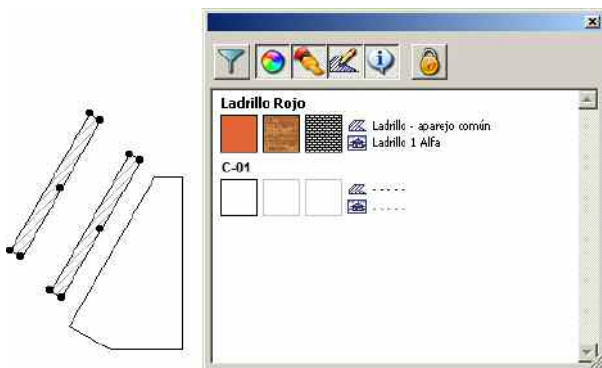 Ladrillo Rojo
Ladrillo - aparejo común
Ladrillo 1 Alfa
C-01
- - - - -
- - - - -